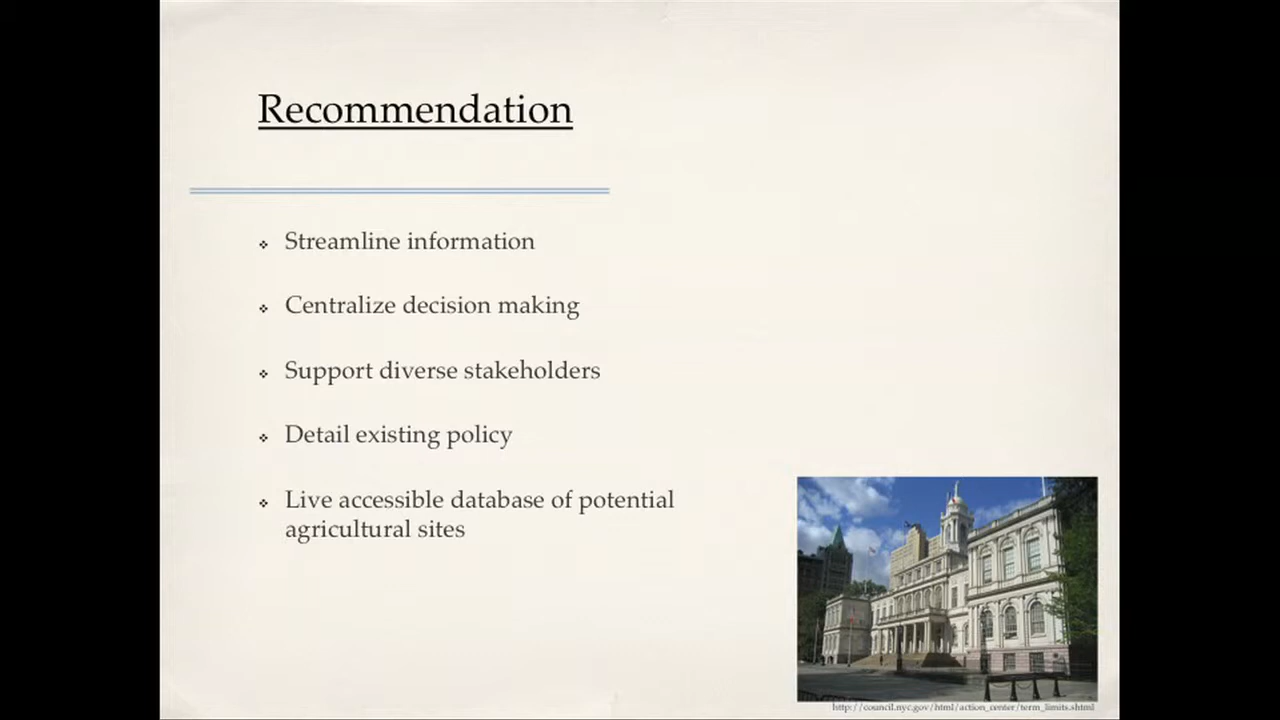 Recommendation
Streamline information
Centralize decision making
Support diverse stakeholders
Detail existing policy
Live accessible database of potential
agricultural sites
http://council.nyc.gov/html/action_center/term_limits.shtml